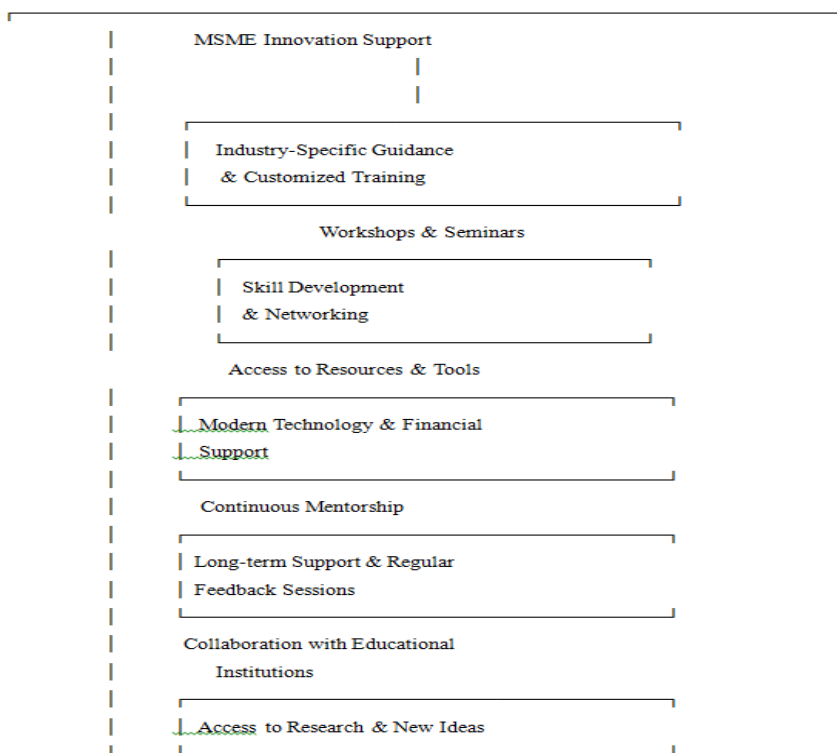 MSME Innovation Support
Industry-Specific Guidance
& Customized Training
Workshops & Seminars
Skill Development
& Networking
Access to Resources & Tools
Modern Technology & Financial
Support
Continuous Mentorship
Long-term Support & Regular
Feedback Sessions
Collaboration with Educational
Institutions
Access to Research & New Ideas